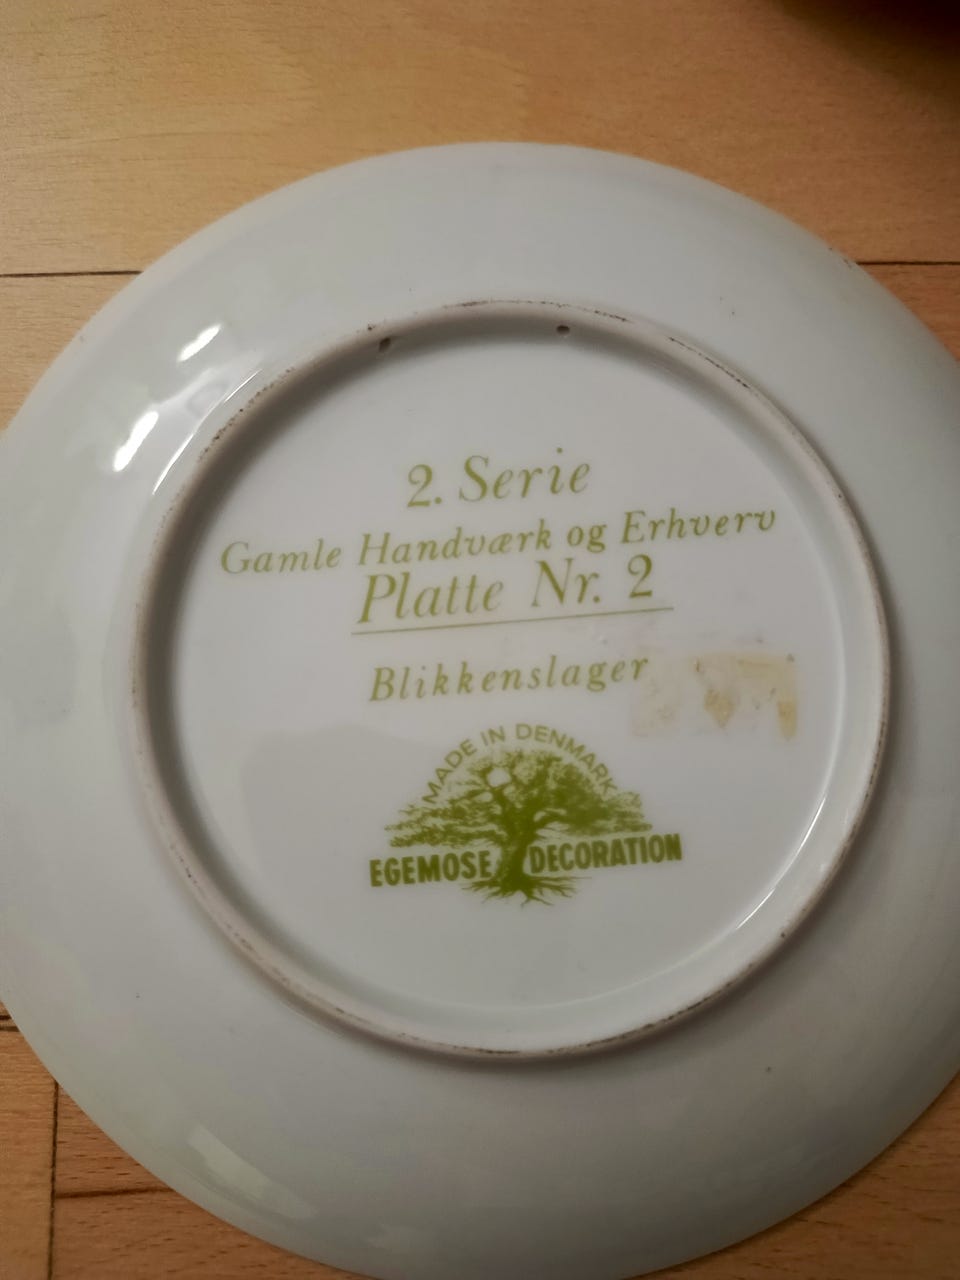 2. Serie
Gamle Handværk og Erhverv
Platte Nr. 2
Blikkenslager
MADE IN DENMARK
EGEMOSE DECORATION